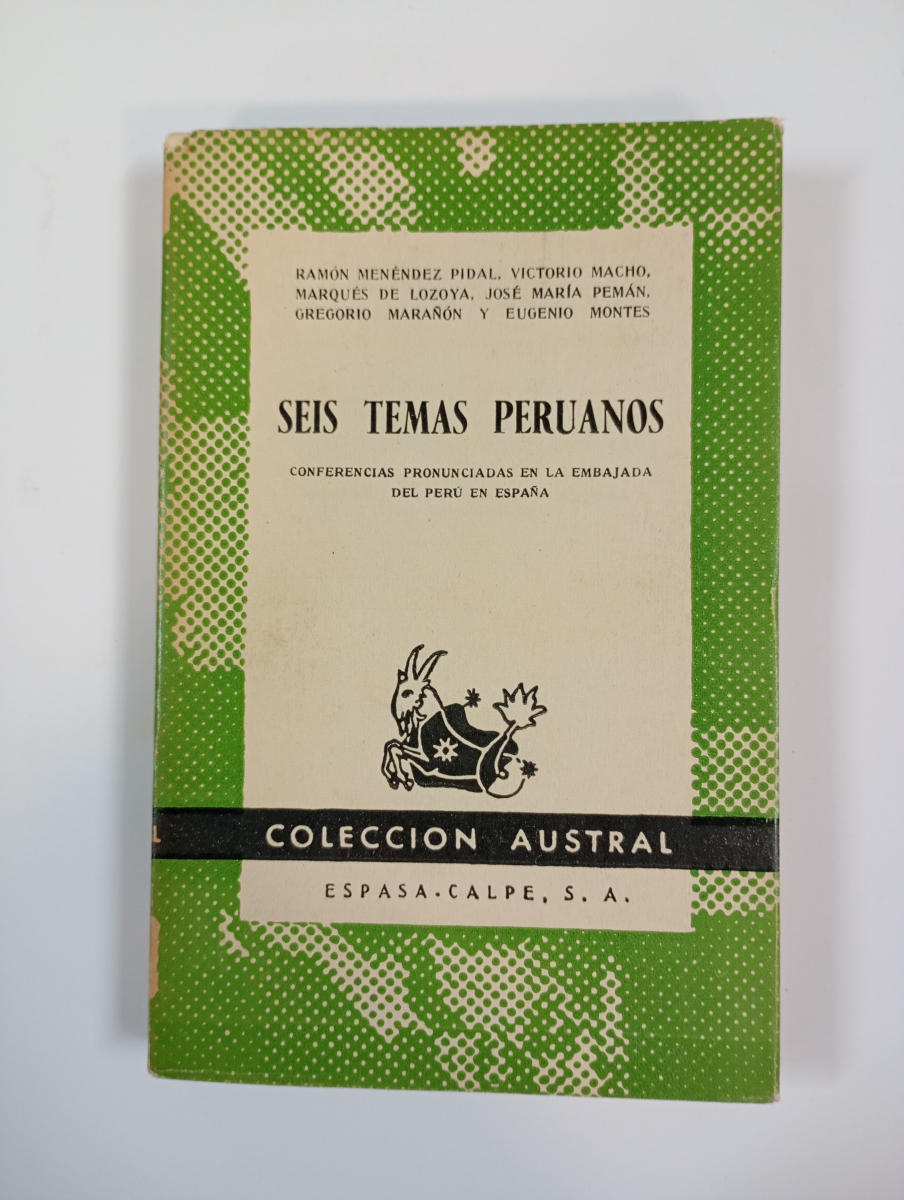 RAMÓN MENÉNDEZ PIDAL, VICTORIO MACHO,
MARQUÉS DE LOZOYA, JOSÉ MARÍA PEMÁN,
GREGORIO MARAÑÓN Y EUGENIO MONTES
SEIS TEMAS PERUANOS
CONFERENCIAS PRONUNCIADAS EN LA EMBAJADA
DEL PERÚ EN ESPAÑA
L COLECCION AUSTRAL
ESPASA-CALPE, S. A.